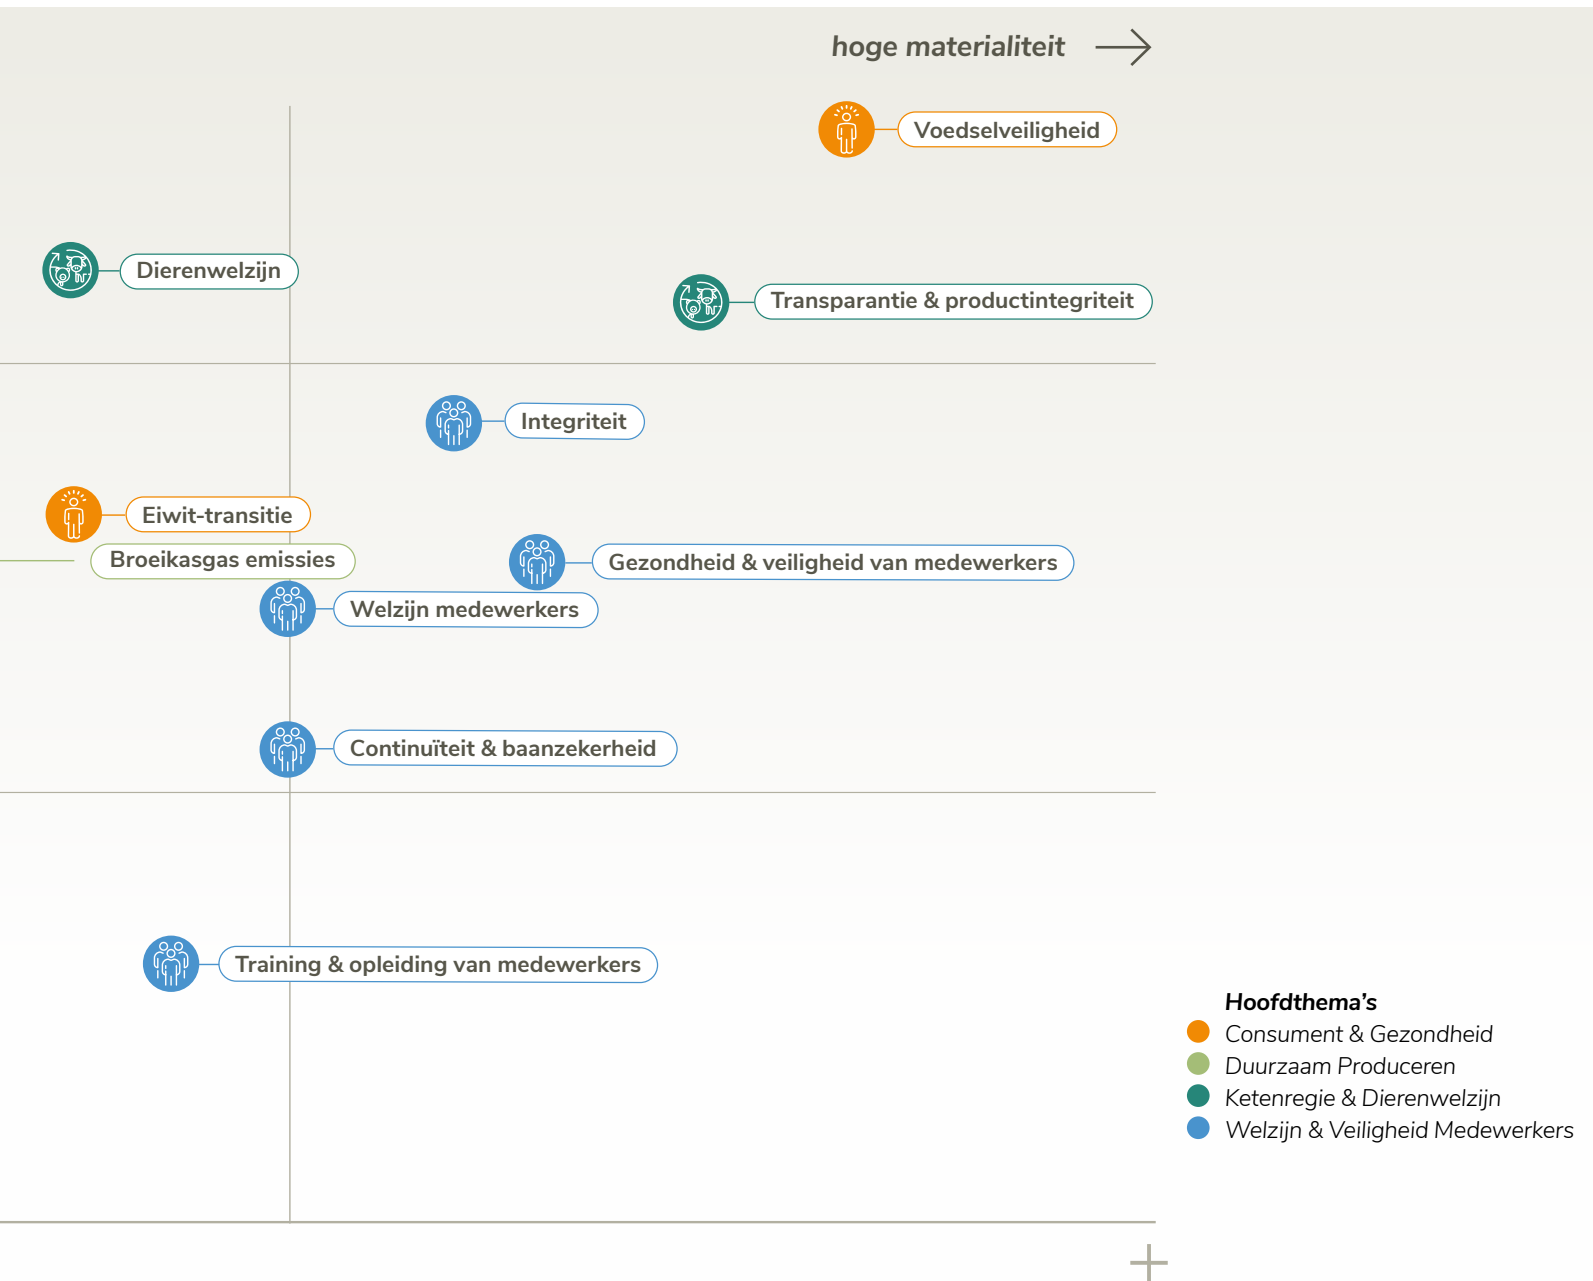 hoge materialiteit
Voedselveiligheid
Dierenwelzijn
Transparantie & productintegriteit
Integriteit
Eiwit-transitie
Broeikasgas emissies
Gezondheid & veiligheid van medewerkers
Welzijn medewerkers
Continuïteit & baanzekerheid
Training & opleiding van medewerkers
Hoofdthema’s
Consument & Gezondheid
Duurzaam Produceren
Ketenregie & Dierenwelzijn
Welzijn & Veiligheid Medewerkers
+